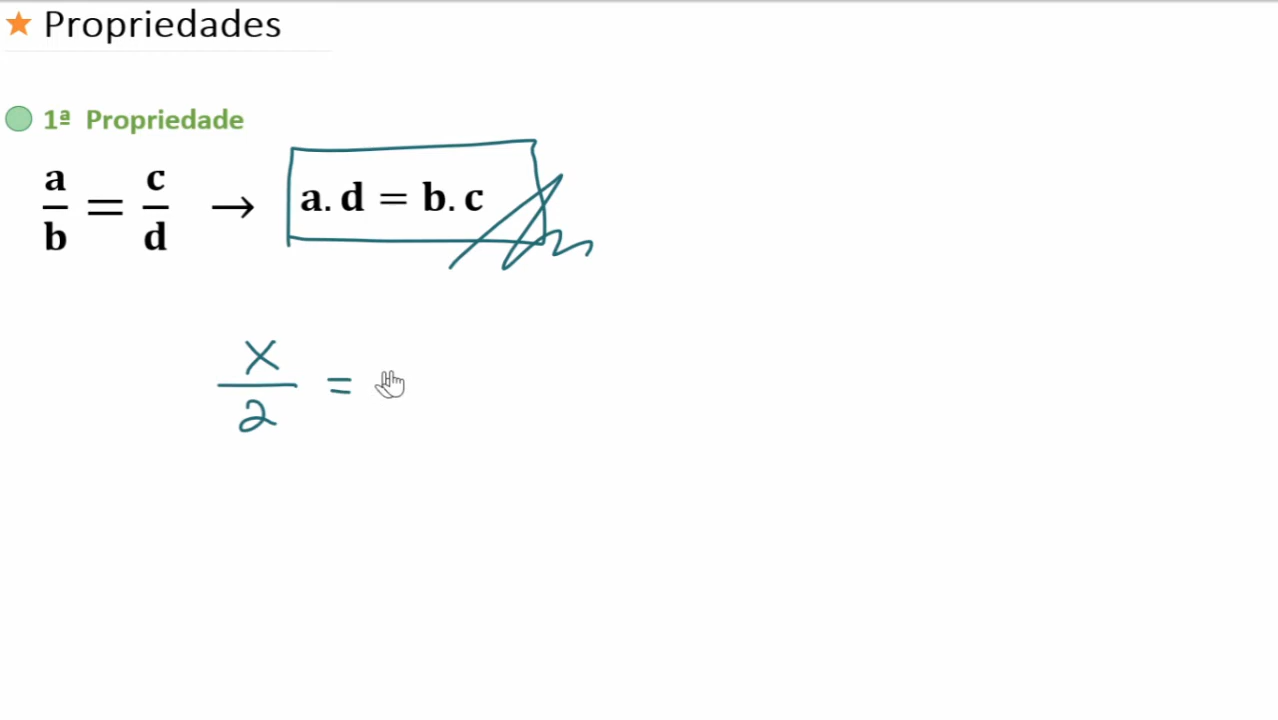 Propriedades
1ª Propriedade
a/b = c/d → a. d = b. c
x/2 =